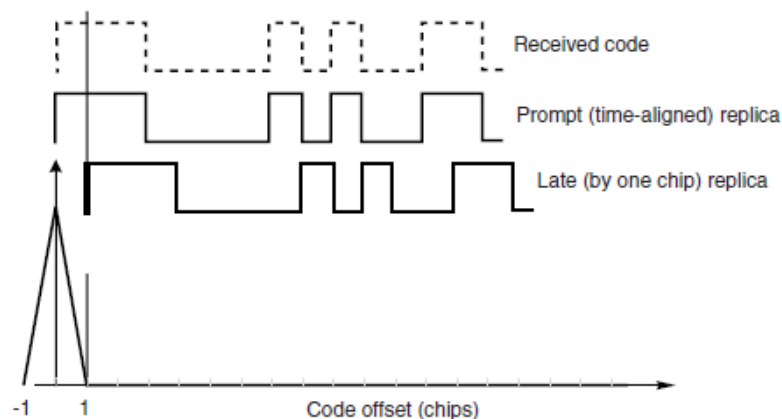 Received code
Prompt (time-aligned) replica
Late (by one chip) replica
-1 1 Code offset (chips)